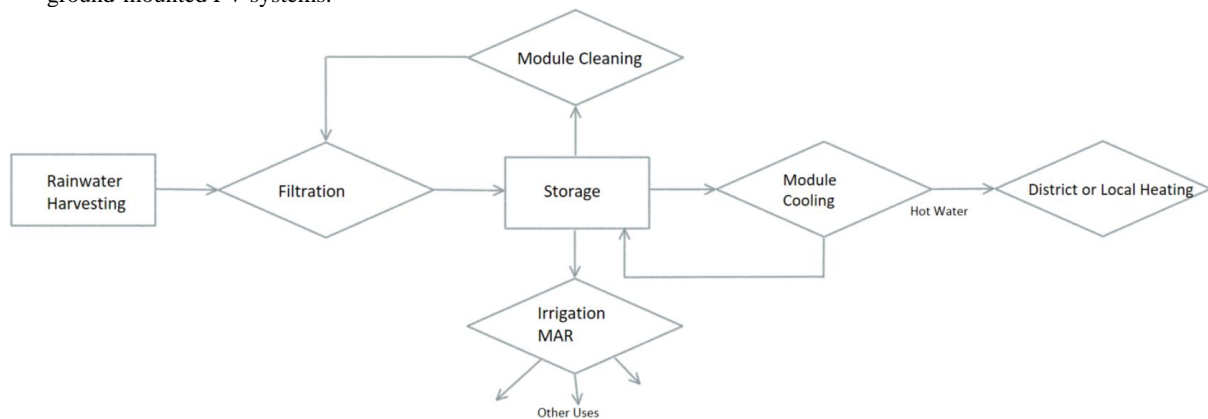 ground-mounted PV systems.
Module Cleaning
Rainwater
Harvesting
Filtration
Storage
Module
Cooling
Hot Water
District or Local Heating
Irrigation
MAR
Other Uses